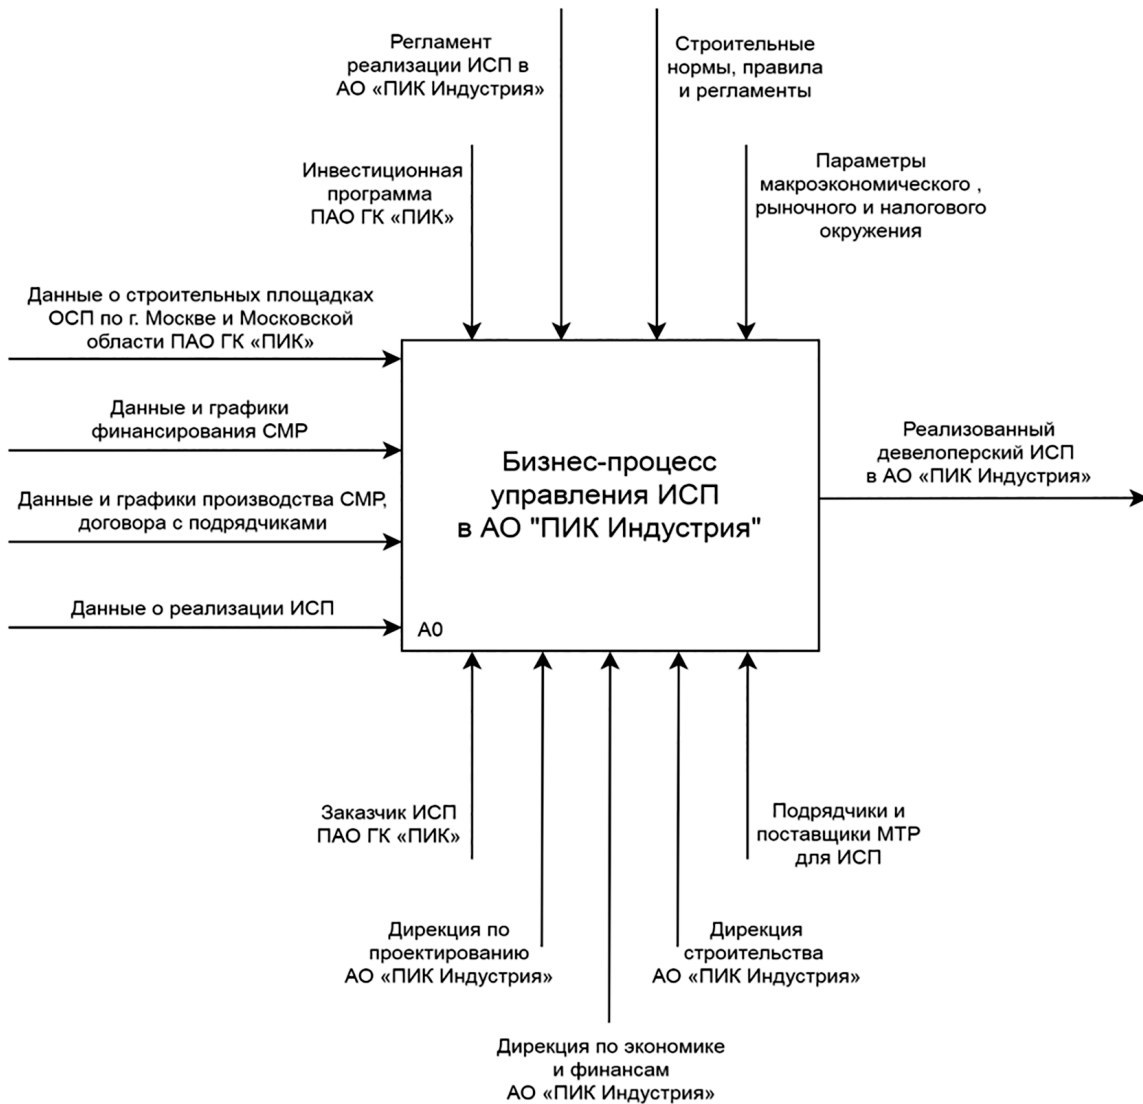 Регламент
реализации ИСП в
АО «ПИК Индустрия»
Строительные
нормы, правила
и регламенты
Инвестиционная
программа
ПАО ГК «ПИК»
Параметры
макроэкономического ,
рыночного и налогового
окружения
Данные о строительных площадках
ОСП по г. Москве и Московской
области ПАО ГК «ПИК»
Данные и графики
финансирования СМР
Данные и графики производства СМР,
договора с подрядчиками
Данные о реализации ИСП
Бизнес-процесс
управления ИСП
в АО "ПИК Индустрия"
А0
Реализованный
девелоперский ИСП
в АО «ПИК Индустрия»
Заказчик ИСП
ПАО ГК «ПИК»
Подрядчики и
поставщики МТР
для ИСП
Дирекция по
проектированию
АО «ПИК Индустрия»
Дирекция
строительства
АО «ПИК Индустрия»
Дирекция по экономике
и финансам
АО «ПИК Индустрия»